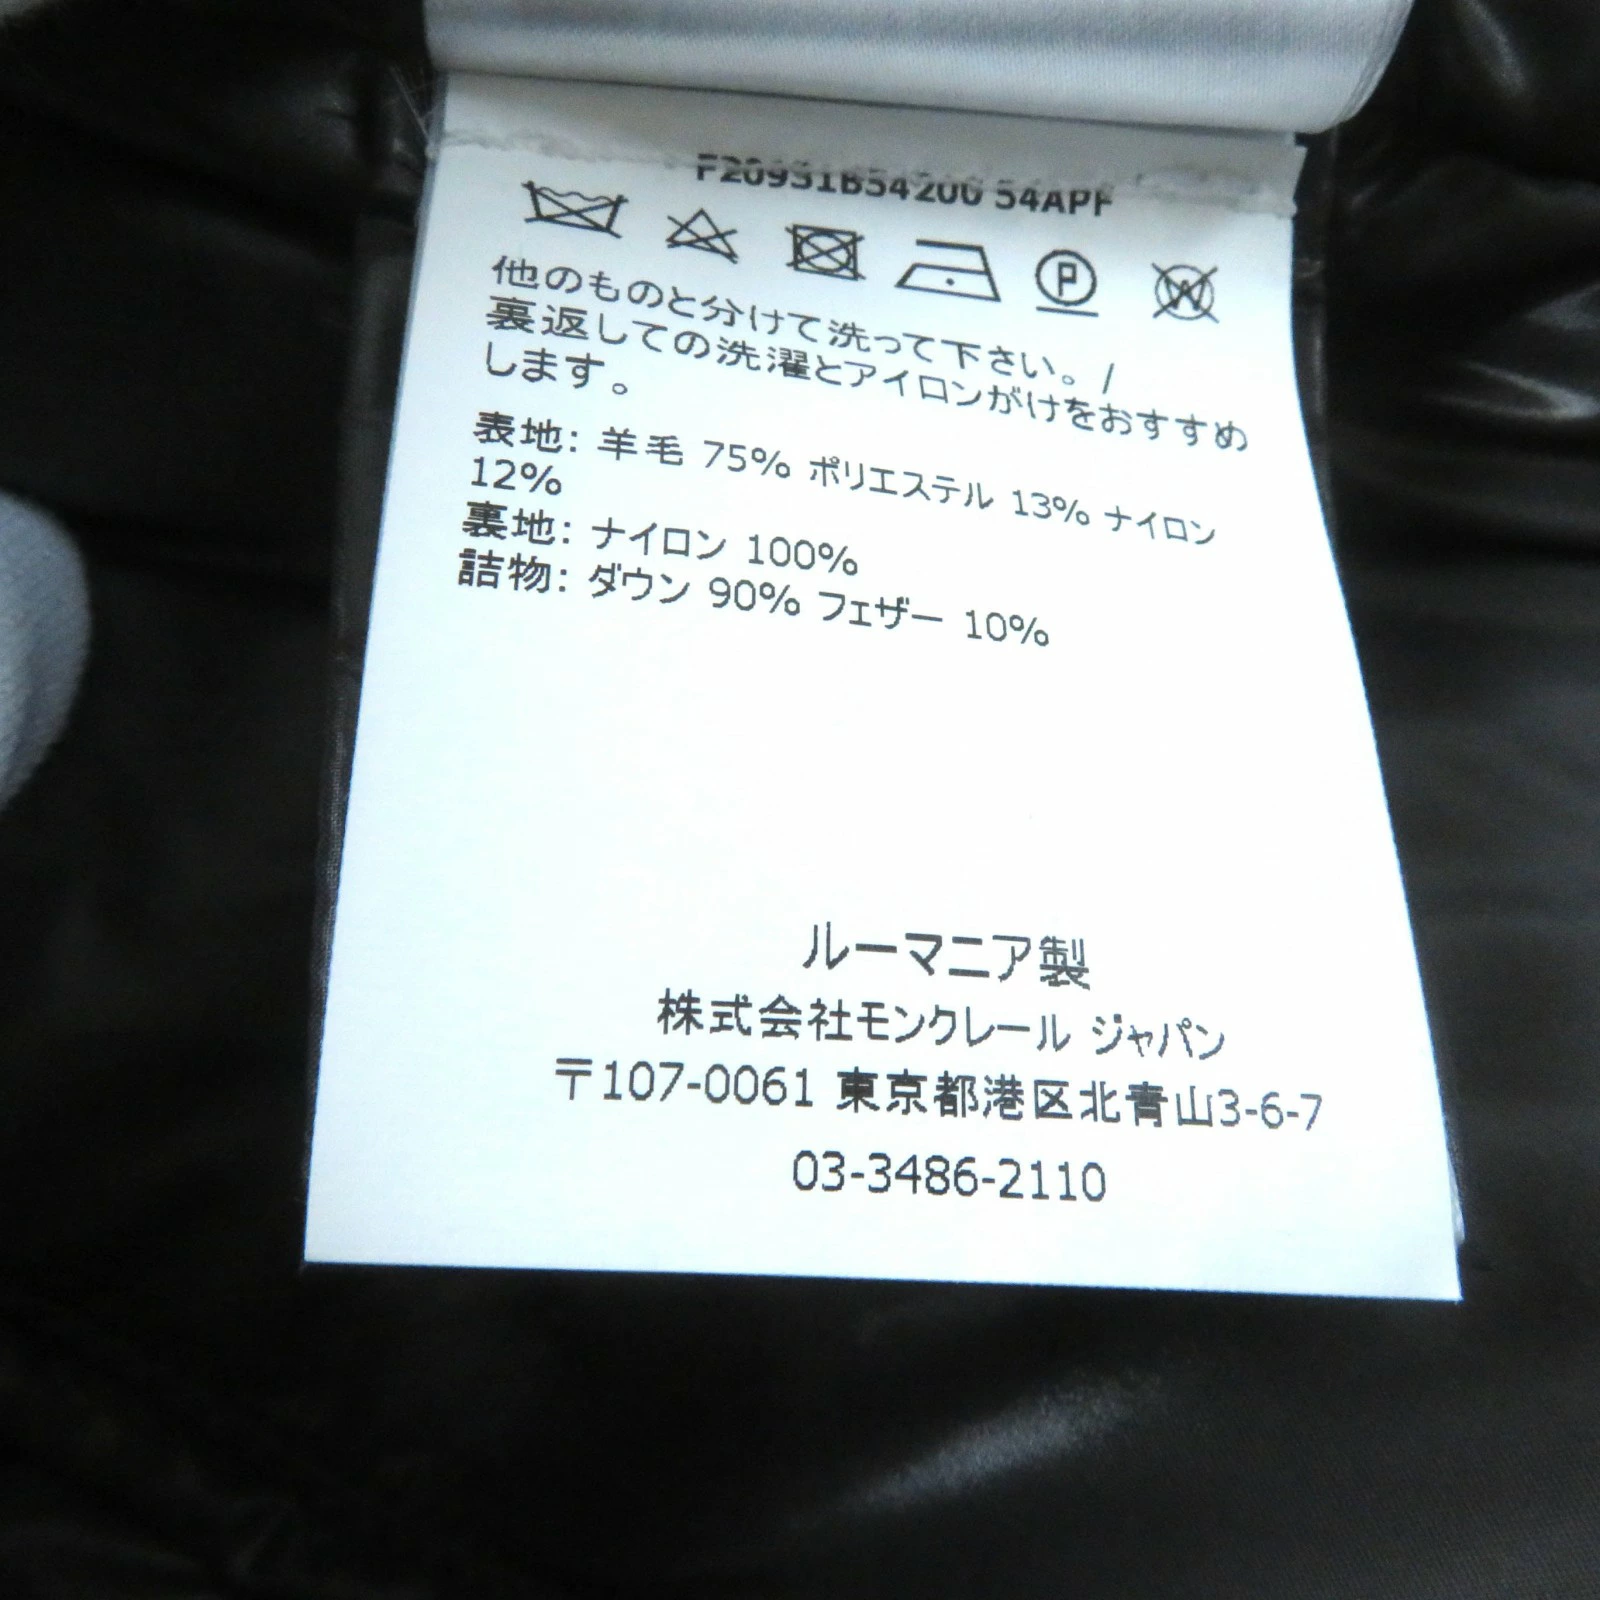 F20931B54200 54APF
他のものと分けて洗って下さい。/
裏返しての洗濯とアイロンがけをおすすめ
します。
表地: 羊毛 75% ポリエステル 13% ナイロン
12%
裏地: ナイロン 100%
詰物: ダウン 90% フェザー 10%
ルーマニア製
株式会社モンクレール ジャパン
〒107-0061 東京都港区北青山3-6-7
03-3486-2110